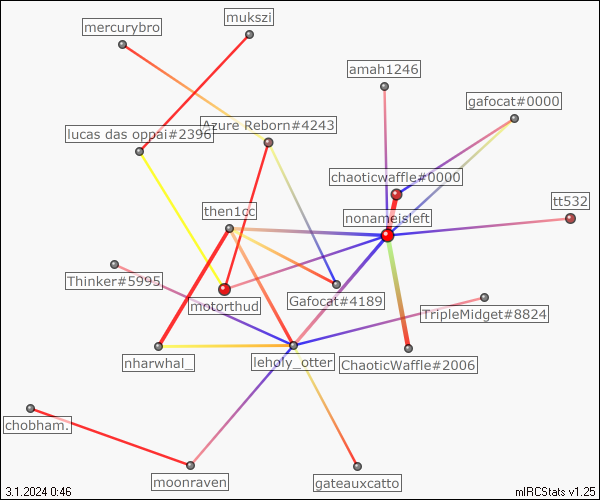 mukszi
mercurybro
amah1246
gafocat#0000
Azure Reborn#4243
lucas das oppai#2396
chaoticwaffle#0000
tt532
then1cc
nonameisleft
Thinker#5995
Gafocat#4189
motorthud
TripleMidget#8824
nharwhal_
leholy_otter
ChaoticWaffle#2006
chobham.
moonraven
gateauxcatto
3.1.2024 0:46
mIRCStats v1.25